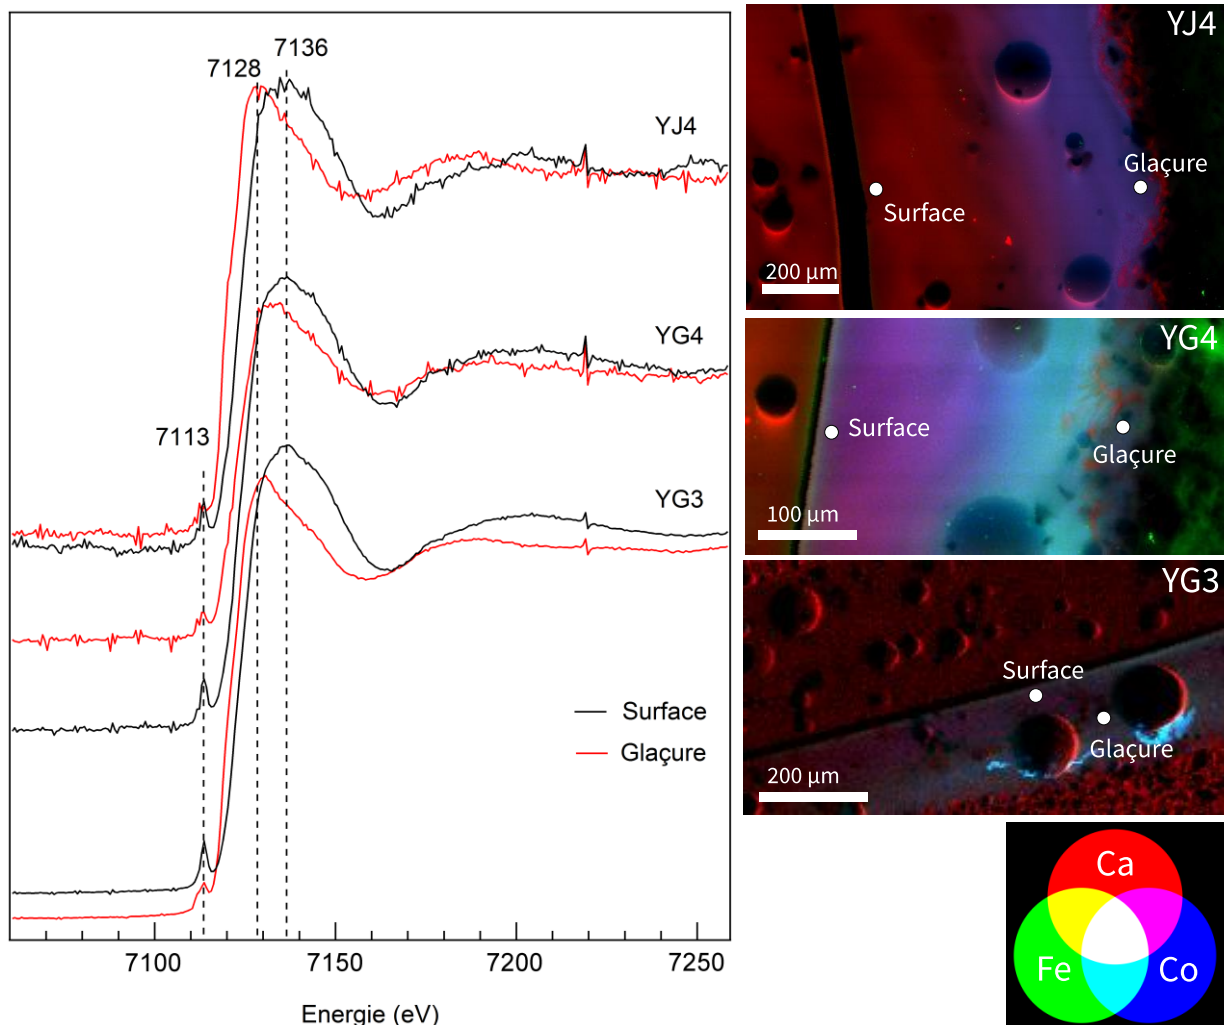 7136
7128
YJ4
YG4
7113
YG3
Surface
Glaçure
7100
7150
7200
7250
Energie (eV)
YJ4
Glaçure
Surface
200 µm
YG4
Surface
Glaçure
100 µm
YG3
Surface
Glaçure
200 µm
Ca
Fe
Co